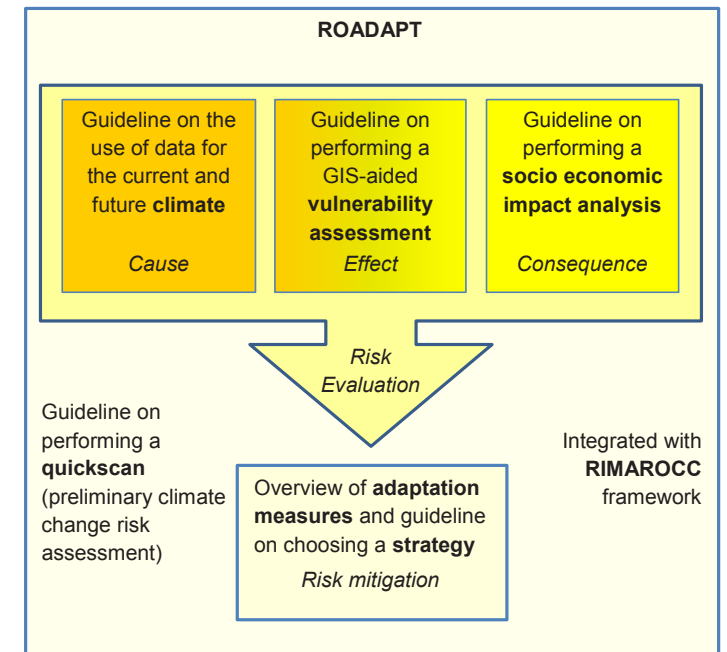 ROADAPT
Guideline on the
use of data for
the current and
future climate
Cause
Guideline on
performing a
GIS-aided
vulnerability
assessment
Effect
Guideline on
performing a
socio economic
impact analysis
Consequence
Risk
Evaluation
Guideline on
performing a
quickscan
(preliminary climate
change risk
assessment)
Overview of adaptation
measures and guideline
on choosing a strategy
Risk mitigation
Integrated with
RIMAROCC
framework